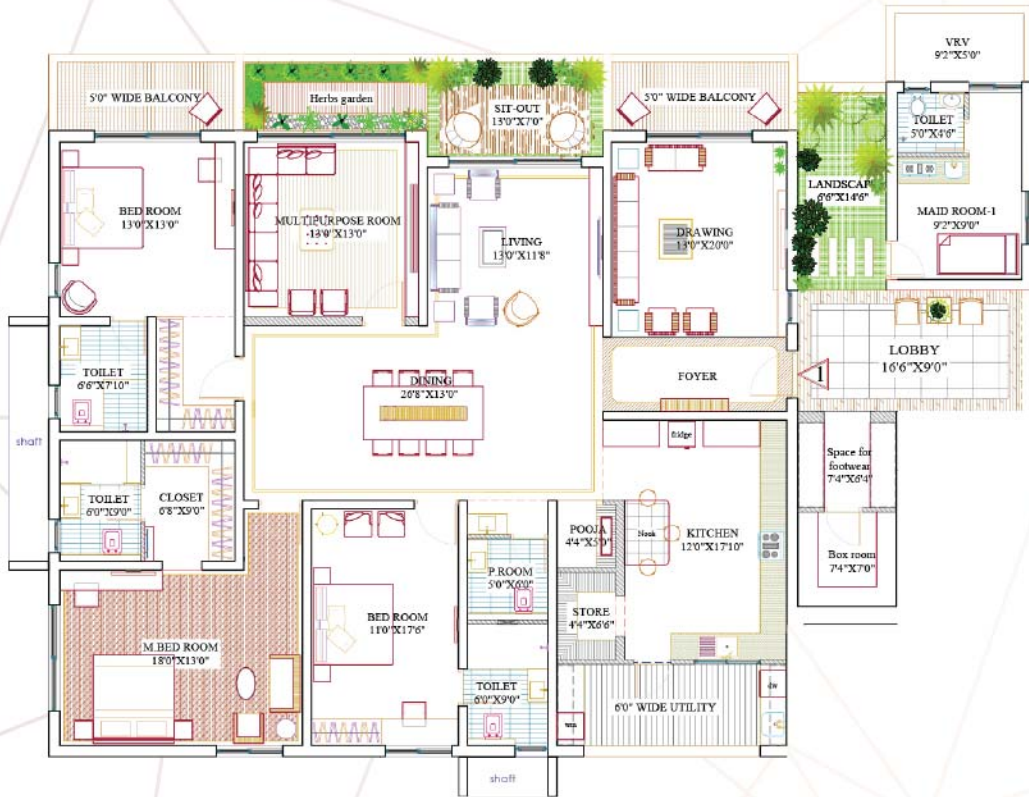 VRV
9'2"X5'0"
5'0" WIDE BALCONY
Herbs garden
SIT-OUT
13'0"X7'0"
5'0" WIDE BALCONY
TOILET
5'0"X4'6"
LANDSCAP
6'6"X14'6"
MAID ROOM-1
9'2"X9'0"
BED ROOM
13'0"X13'0"
MULTIPURPOSE ROOM
13'0"X13'0"
LIVING
13'0"X11'8"
DRAWING
13'0"X20'0"
LOBBY
16'6"X9'0"
1
FOYER
TOILET
6'6"X7'10"
DINING
26'8"X13'0"
shaft
fridge
Space for
footwear
7'4"X6'4"
TOILET
6'0"X9'0"
CLOSET
6'8"X9'0"
POOJA
4'4"X5'0"
Nook
KITCHEN
12'0"X17'10"
Box room
7'4"X7'0"
P.ROOM
5'0"X6'0"
BED ROOM
11'0"X17'6"
STORE
4'4"X6'6"
M.BED ROOM
18'0"X13'0"
TOILET
6'0"X9'0"
6'0" WIDE UTILITY
dw
shaft